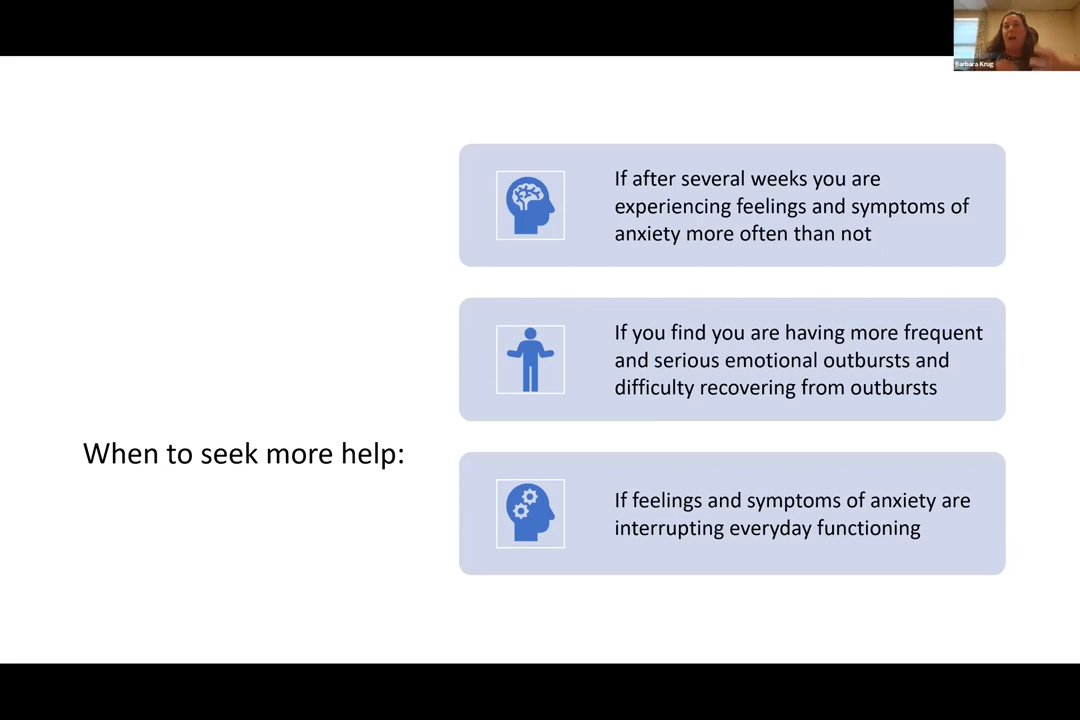 Barbara Krug
If after several weeks you are
experiencing feelings and symptoms of
anxiety more often than not
If you find you are having more frequent
and serious emotional outbursts and
difficulty recovering from outbursts
When to seek more help:
If feelings and symptoms of anxiety are
interrupting everyday functioning